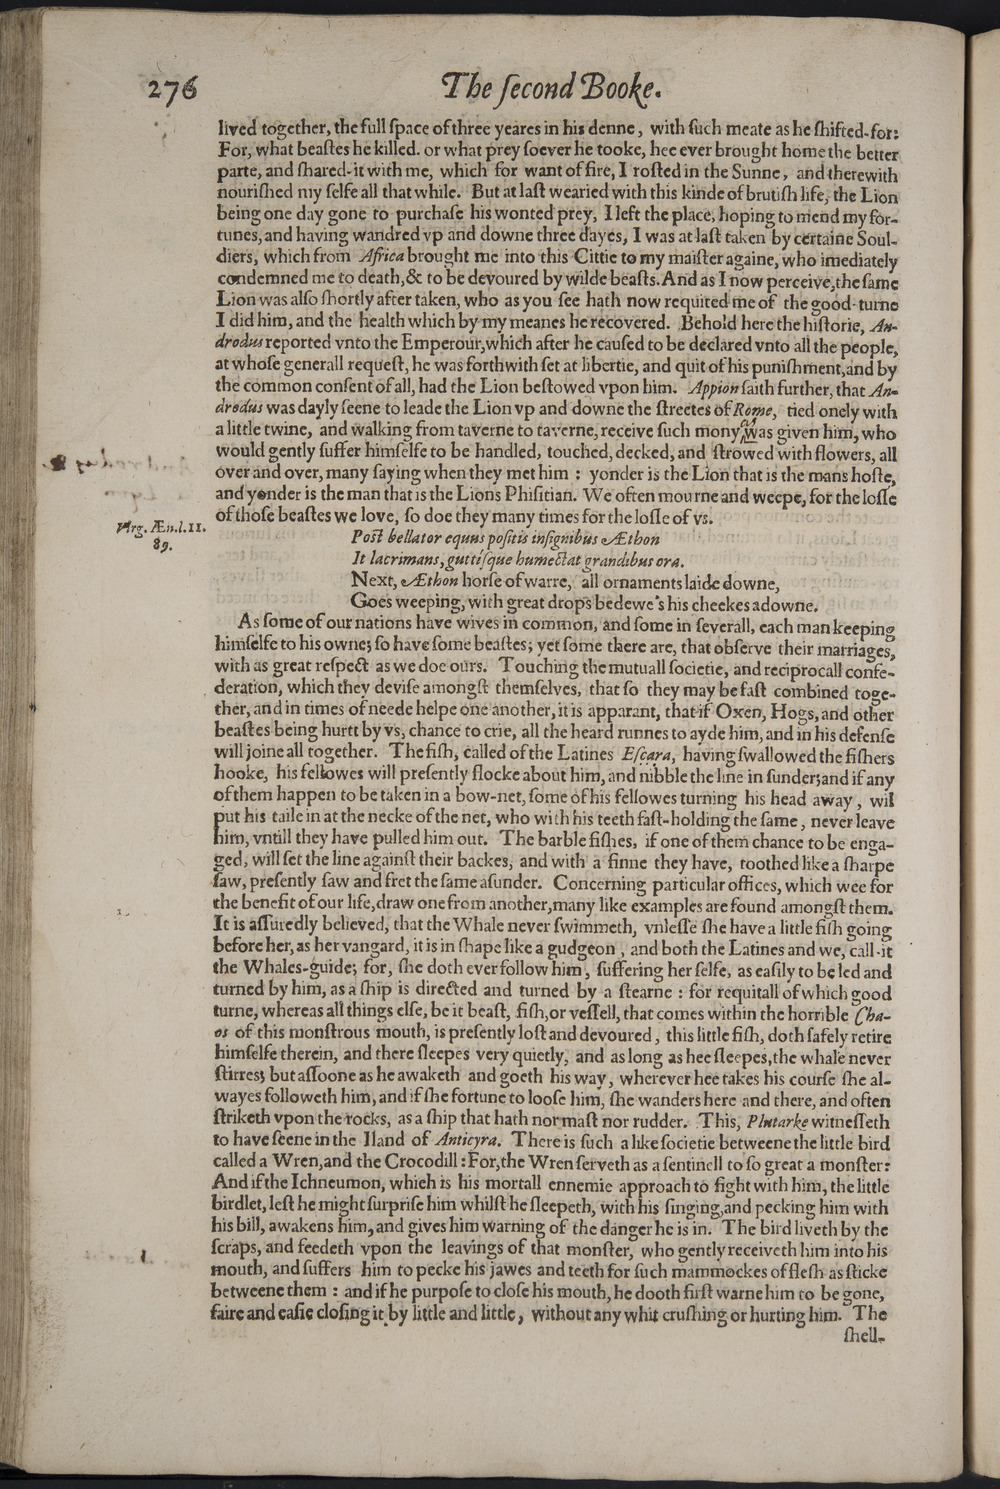 276
The ſecond Booke.
lived together, the full ſpace of three yeares in his denne, with ſuch meate as he ſhifted-for:
For, what beaſtes he killed. or what prey ſoever he tooke, hee ever brought home the better
parte, and ſhared-it with me, which for want of fire, I roſted in the Sunne, and therewith
nouriſhed my ſelfe all that while. But at laſt wearied with this kinde of brutiſh life, the Lion
being one day gone to purchaſe his wonted prey, I left the place, hoping to mend my for-
tunes, and having wandred vp and downe three dayes, I was at laſt taken by certaine Soul-
diers, which from Africa brought me into this Cittie to my maiſter againe, who imediately
condemned me to death, & to be devoured by wilde beaſts. And as I now perceive, the ſame
Lion was alſo ſhortly after taken, who as you ſee hath now requited me of the good-turne
I did him, and the health which by my meanes he recovered. Behold here the hiſtorie, An-
drodus reported vnto the Emperour, which after he cauſed to be declared vnto all the people,
at whoſe generall requeſt, he was forthwith ſet at libertie, and quit of his puniſhment, and by
the common conſent of all, had the Lion beſtowed vpon him. Appion ſaith further, that An-
drodus was dayly ſeene to leade the Lion vp and downe the ſtreetes of Rome, tied onely with
a little twine, and walking from taverne to taverne, receive ſuch mony as was given him, who
would gently ſuffer himſelfe to be handled, touched, decked, and ſtrowed with flowers, all
over and over, many ſaying when they met him : yonder is the Lion that is the mans hoſte,
and yonder is the man that is the Lions Phiſitian. We often mourne and weepe, for the loſſe
of thoſe beaſtes we love, ſo doe they many times for the loſſe of vs.
Virg. Æn. l. 11.
89.
Poſt bellator equus poſitis inſignibus Æthon
It lacrimans, guttiſque humectat grandibus ora.
Next, Æthon horſe of warre, all ornaments laide downe,
Goes weeping, with great drops bedewe's his cheekes adowne.
As ſome of our nations have wives in common, and ſome in ſeverall, each man keeping
himſelfe to his owne; ſo have ſome beaſtes; yet ſome there are, that obſerve their marriages,
with as great reſpect as we doe ours. Touching the mutuall ſocietie, and reciprocall confe-
deration, which they deviſe amongſt themſelves, that ſo they may be faſt combined toge-
ther, and in times of neede helpe one another, it is apparant, that if Oxen, Hogs, and other
beaſtes being hurtt by vs, chance to crie, all the heard runnes to ayde him, and in his defenſe
will joine all together. The fiſh, called of the Latines Eſcara, having ſwallowed the fiſhers
hooke, his fellowes will preſently flocke about him, and nibble the line in ſunder; and if any
of them happen to be taken in a bow-net, ſome of his fellowes turning his head away, wil
put his taile in at the necke of the net, who with his teeth faſt-holding the ſame, never leave
him, vntill they have pulled him out. The barble fiſhes, if one of them chance to be enga-
ged, will ſet the line againſt their backes, and with a finne they have, toothed like a ſharpe
ſaw, preſently ſaw and fret the ſame aſunder. Concerning particular offices, which wee for
the benefit of our life, draw one from another, many like examples are found amongſt them.
It is aſſuredly believed, that the Whale never ſwimmeth, vnleſſe ſhe have a little fiſh going
before her, as her vangard, it is in ſhape like a gudgeon, and both the Latines and we, call-it
the Whales-guide; for, ſhe doth ever follow him, ſuffering her ſelfe, as eaſily to be led and
turned by him, as a ſhip is directed and turned by a ſtearne : for requitall of which good
turne, whereas all things elſe, be it beaſt, fiſh, or veſſell, that comes within the horrible Cha-
os of this monſtrous mouth, is preſently loſt and devoured, this little fiſh, doth ſafely retire
himſelfe therein, and there ſleepes very quietly, and as long as hee ſleepes, the whale never
ſtirres; but aſſoone as he awaketh and goeth his way, wherever hee takes his courſe ſhe al-
wayes followeth him, and if ſhe fortune to looſe him, ſhe wanders here and there, and often
ſtriketh vpon the rocks, as a ſhip that hath nor maſt nor rudder. This, Plutarke witneſſeth
to have ſeene in the Iland of Anticyra. There is ſuch a like ſocietie betweene the little bird
called a Wren, and the Crocodill : For, the Wren ſerveth as a ſentinell to ſo great a monſter:
And if the Ichneumon, which is his mortall ennemie approach to fight with him, the little
birdlet, leſt he might ſurpriſe him whilſt he ſleepeth, with his ſinging, and pecking him with
his bill, awakens him, and gives him warning of the danger he is in. The bird liveth by the
ſcraps, and feedeth vpon the leavings of that monſter, who gently receiveth him into his
mouth, and ſuffers him to pecke his jawes and teeth for ſuch mammockes of fleſh as ſticke
betweene them : and if he purpoſe to cloſe his mouth, he dooth firſt warne him to be gone,
faire and eaſie cloſing it by little and little, without any whit cruſhing or hurting him. The
ſhell-